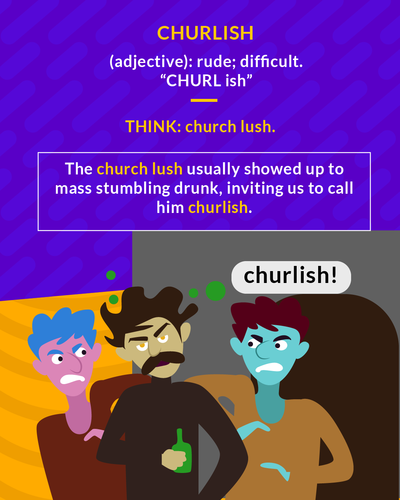 CHURLISH
(adjective): rude; difficult.
“CHURL ish”
THINK: church lush.
The church lush usually showed up to
mass stumbling drunk, inviting us to call
him churlish.
churlish!